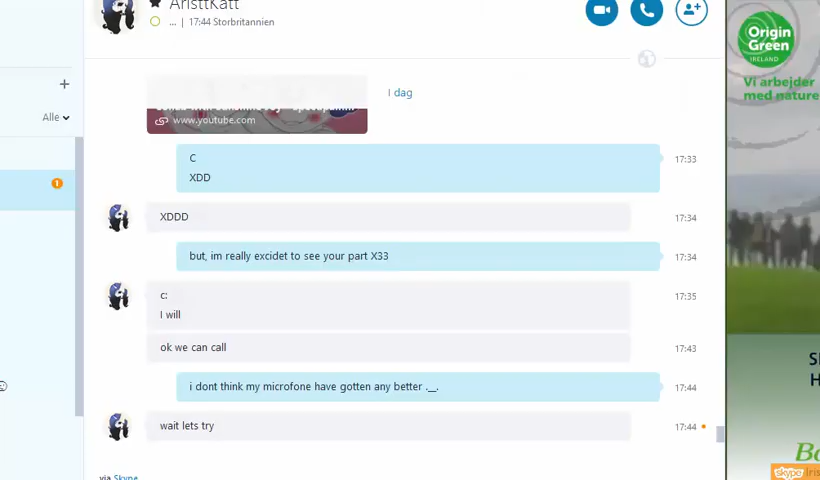 AristtKatt
... | 17:44 Storbritannien
Alle
I dag
www.youtube.com
C
XDD
17:33
XDDD
17:34
but, im really excidet to see your part X33
17:34
c:
I will
17:35
ok we can call
17:43
i dont think my microfone have gotten any better ._.
17:44
wait lets try
17:44
via Skype
1
Origin
Green
IRELAND
Vi arbejder
med nature
skype